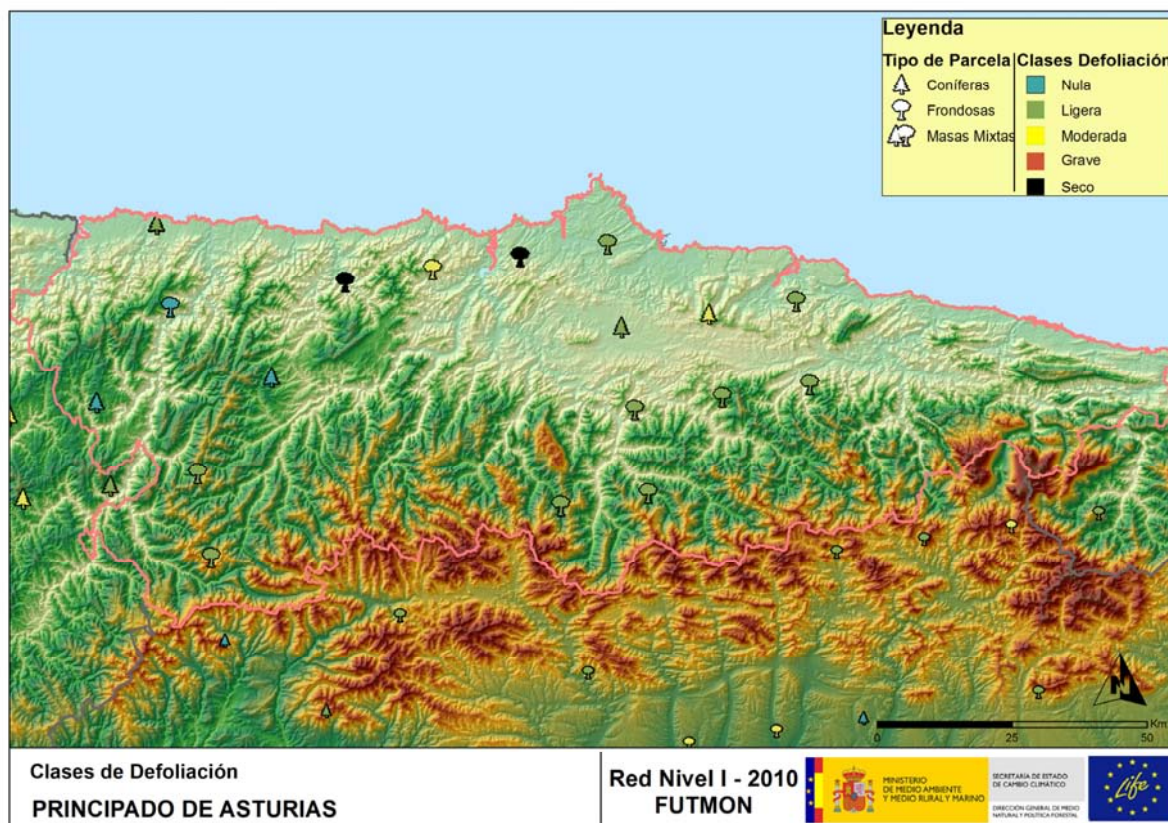 Leyenda
Tipo de Parcela
Coníferas
Frondosas
Masas Mixtas
Clases Defoliación
Nula
Ligera
Moderada
Grave
Seco
N
Km
0 25 50
Clases de Defoliación
PRINCIPADO DE ASTURIAS
Red Nivel I - 2010
FUTMON
MINISTERIO
DE MEDIO AMBIENTE
Y MEDIO RURAL Y MARINO
SECRETARÍA DE ESTADO
DE CAMBIO CLIMÁTICO
DIRECCIÓN GENERAL DE MEDIO
NATURAL Y POLÍTICA FORESTAL
Life